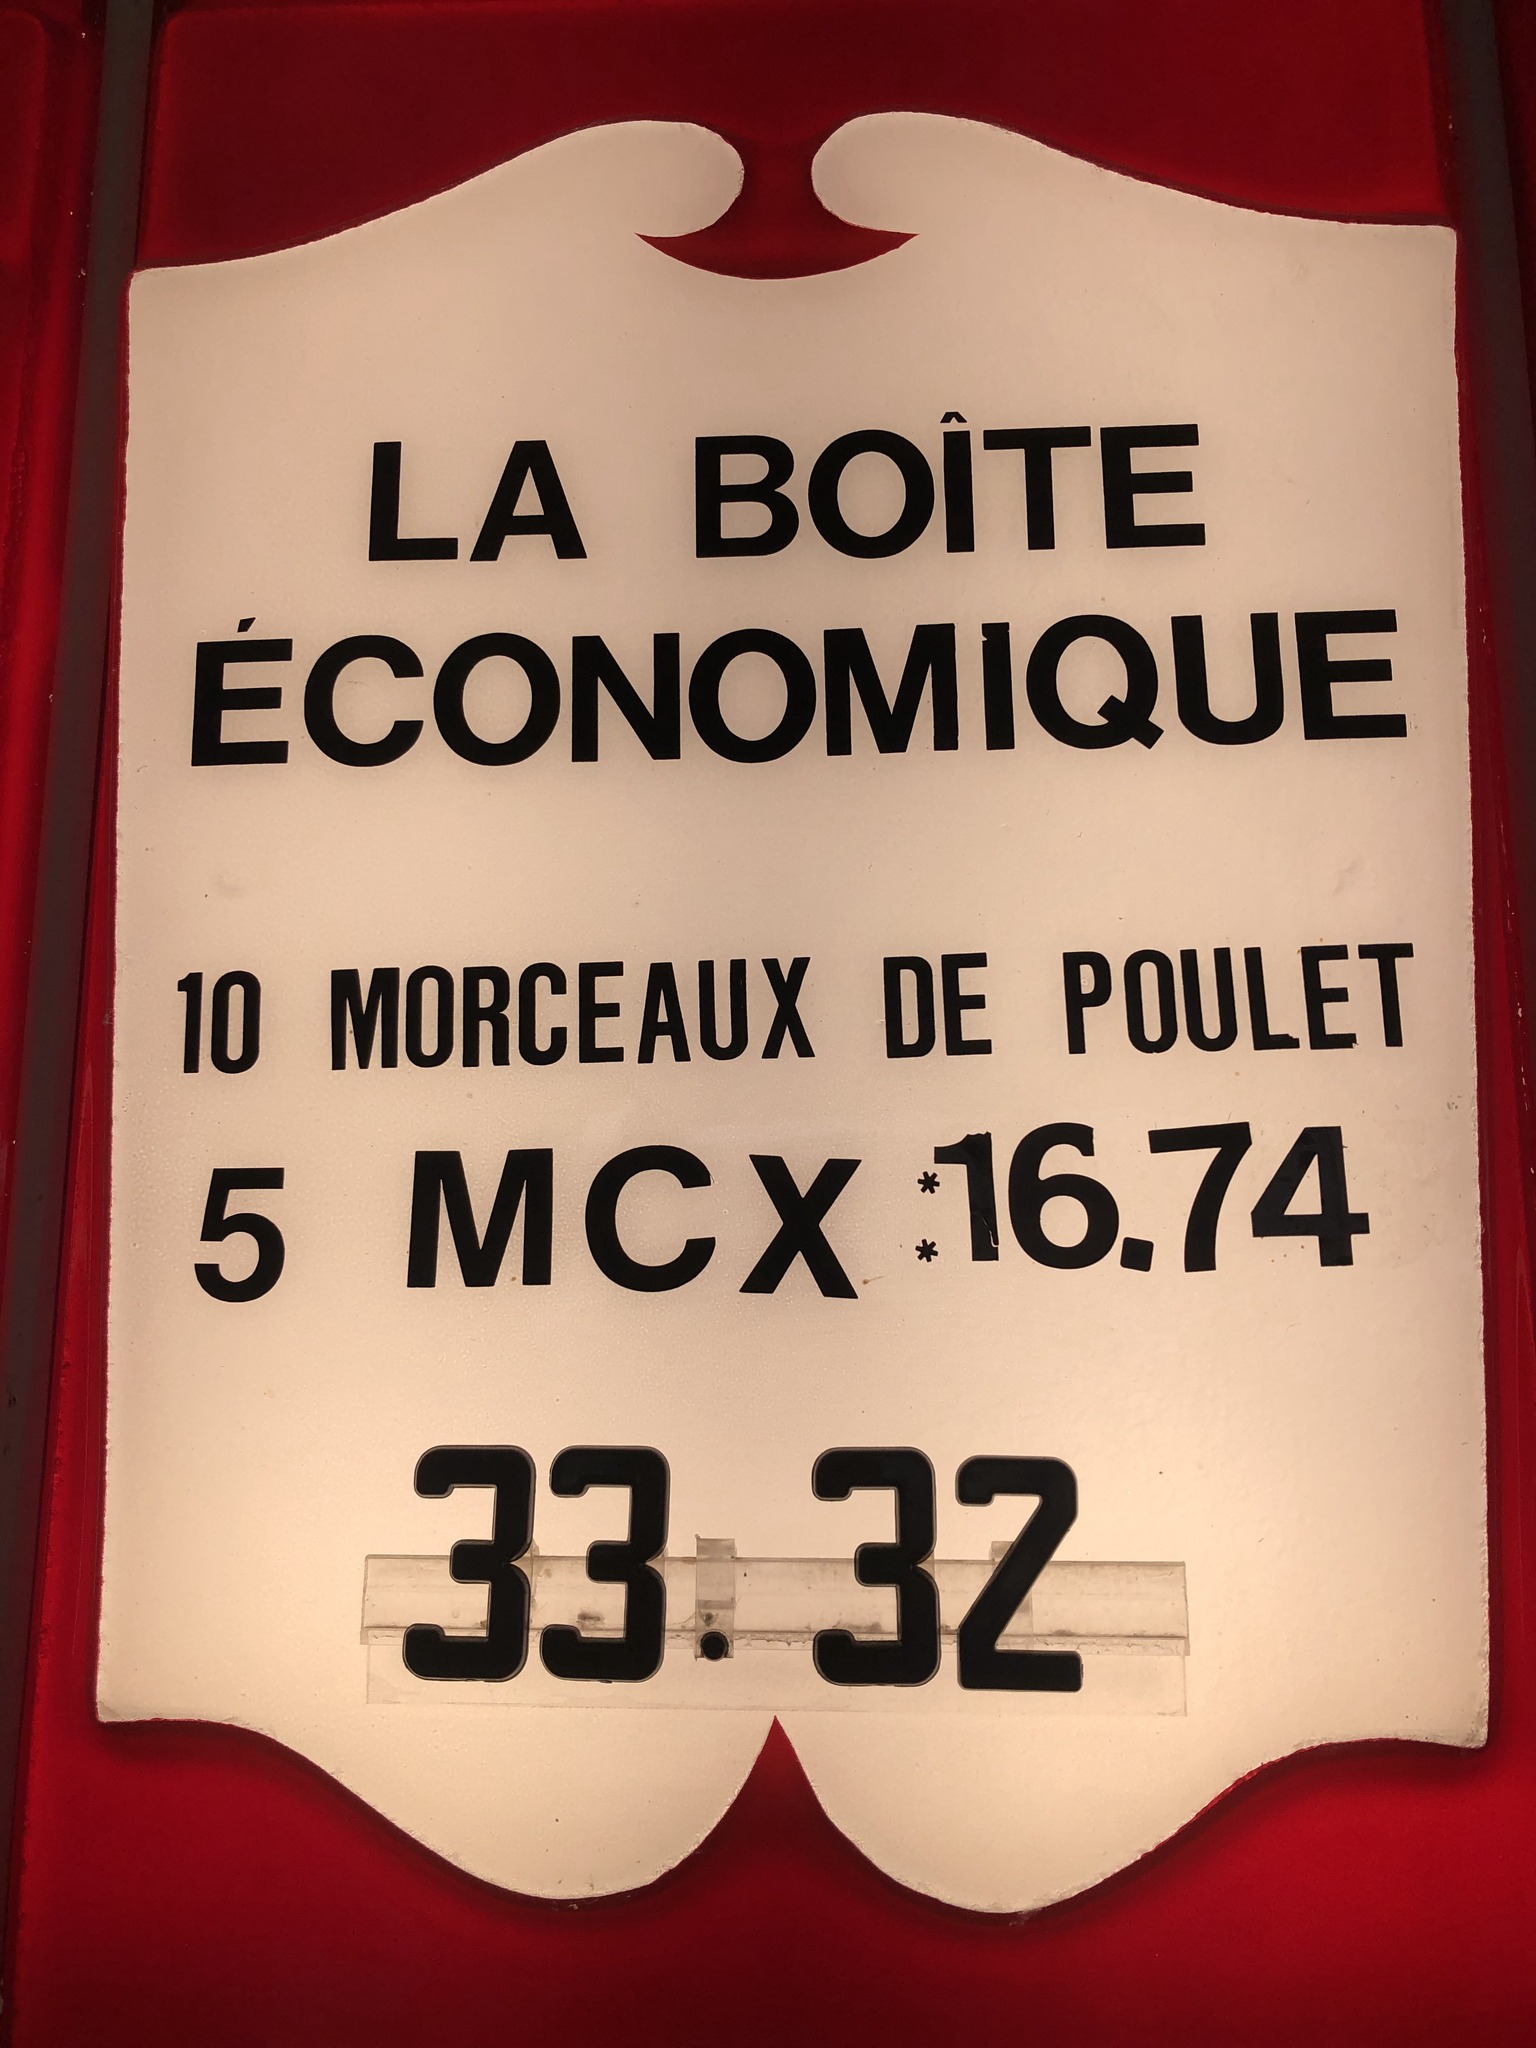 LA BOÎTE
ÉCONOMIQUE
10 MORCEAUX DE POULET
5 MCX **16.74
33.32